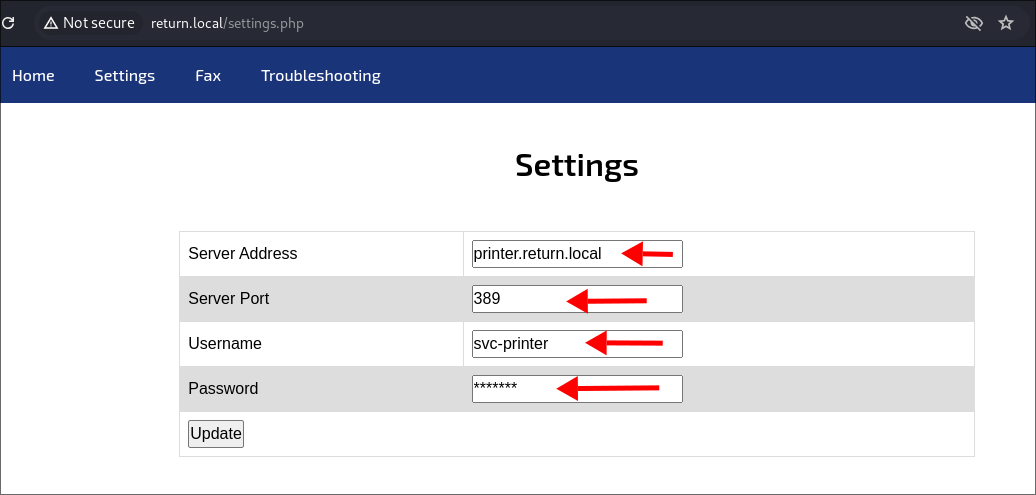 Not secure return.local/settings.php
Home Settings Fax Troubleshooting
Settings
Server Address printer.return.local
Server Port 389
Username svc-printer
Password *******
Update